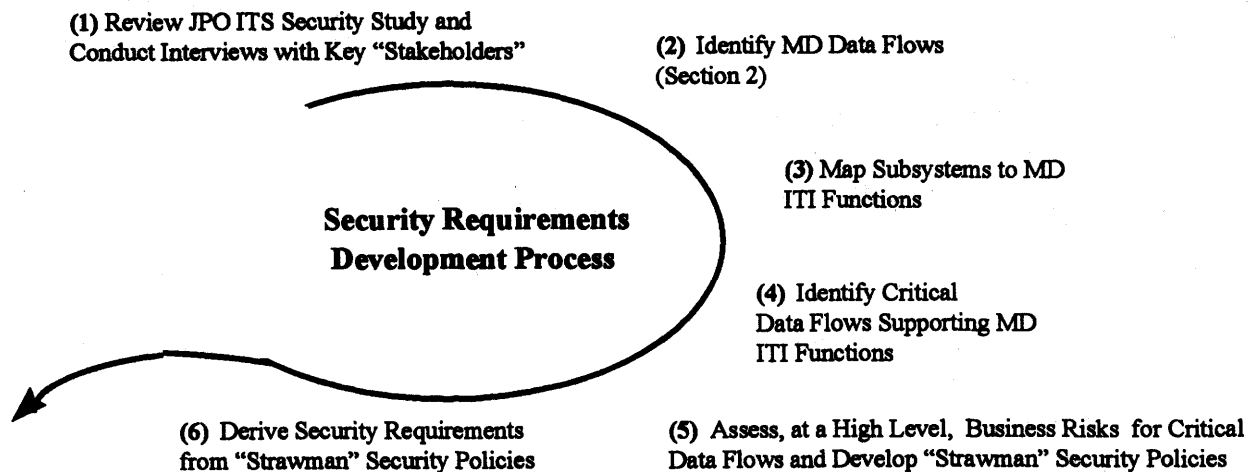 (1) Review JPO ITS Security Study and
Conduct Interviews with Key “Stakeholders”
(2) Identify MD Data Flows
(Section 2)
(3) Map Subsystems to MD
ITI Functions
Security Requirements
Development Process
(4) Identify Critical
Data Flows Supporting MD
ITI Functions
(5) Assess, at a High Level, Business Risks for Critical
Data Flows and Develop “Strawman” Security Policies
(6) Derive Security Requirements
from “Strawman” Security Policies